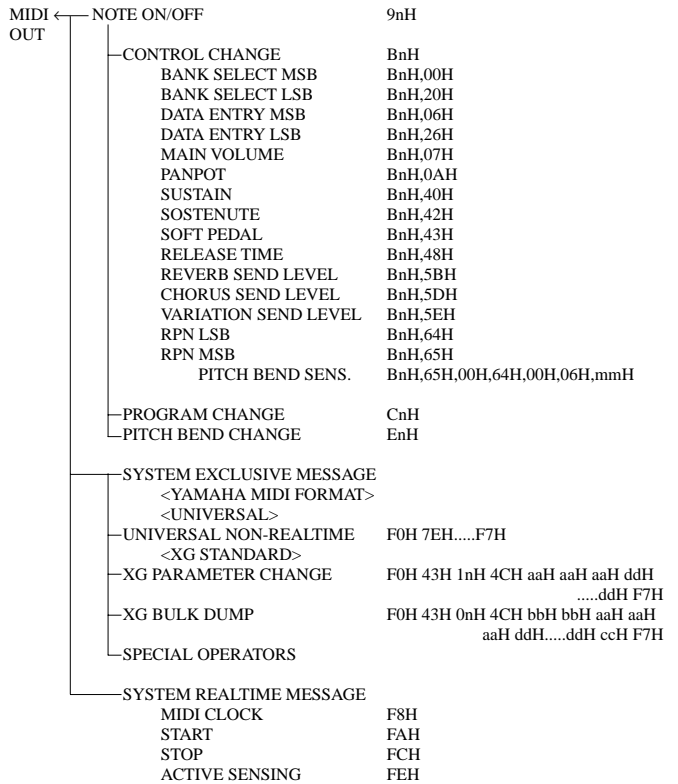 MIDI OUT NOTE ON/OFF 9nH
CONTROL CHANGE BnH
BANK SELECT MSB BnH,00H
BANK SELECT LSB BnH,20H
DATA ENTRY MSB BnH,06H
DATA ENTRY LSB BnH,26H
MAIN VOLUME BnH,07H
PANPOT BnH,0AH
SUSTAIN BnH,40H
SOSTENUTE BnH,42H
SOFT PEDAL BnH,43H
RELEASE TIME BnH,48H
REVERB SEND LEVEL BnH,5BH
CHORUS SEND LEVEL BnH,5DH
VARIATION SEND LEVEL BnH,5EH
RPN LSB BnH,64H
RPN MSB BnH,65H
PITCH BEND SENS. BnH,65H,00H,64H,00H,06H,mmH
PROGRAM CHANGE CnH
PITCH BEND CHANGE EnH
SYSTEM EXCLUSIVE MESSAGE
<YAMAHA MIDI FORMAT>
<UNIVERSAL>
UNIVERSAL NON-REALTIME F0H 7EH.....F7H
<XG STANDARD>
XG PARAMETER CHANGE F0H 43H 1nH 4CH aaH aaH aaH ddH
.....ddH F7H
XG BULK DUMP F0H 43H 0nH 4CH bbH bbH aaH aaH
aaH ddH.....ddH ccH F7H
SPECIAL OPERATORS
SYSTEM REALTIME MESSAGE
MIDI CLOCK F8H
START FAH
STOP FCH
ACTIVE SENSING FEH